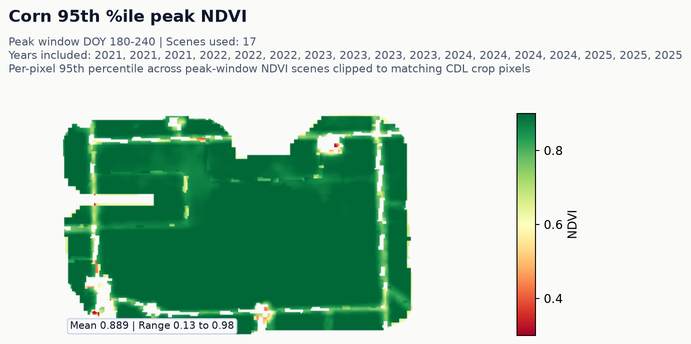 Corn 95th %ile peak NDVI
Peak window DOY 180-240 | Scenes used: 17
Years included: 2021, 2021, 2021, 2022, 2022, 2022, 2023, 2023, 2023, 2023, 2024, 2024, 2024, 2024, 2025, 2025, 2025
Per-pixel 95th percentile across peak-window NDVI scenes clipped to matching CDL crop pixels
0.8
0.6
0.4
NDVI
Mean 0.889 | Range 0.13 to 0.98